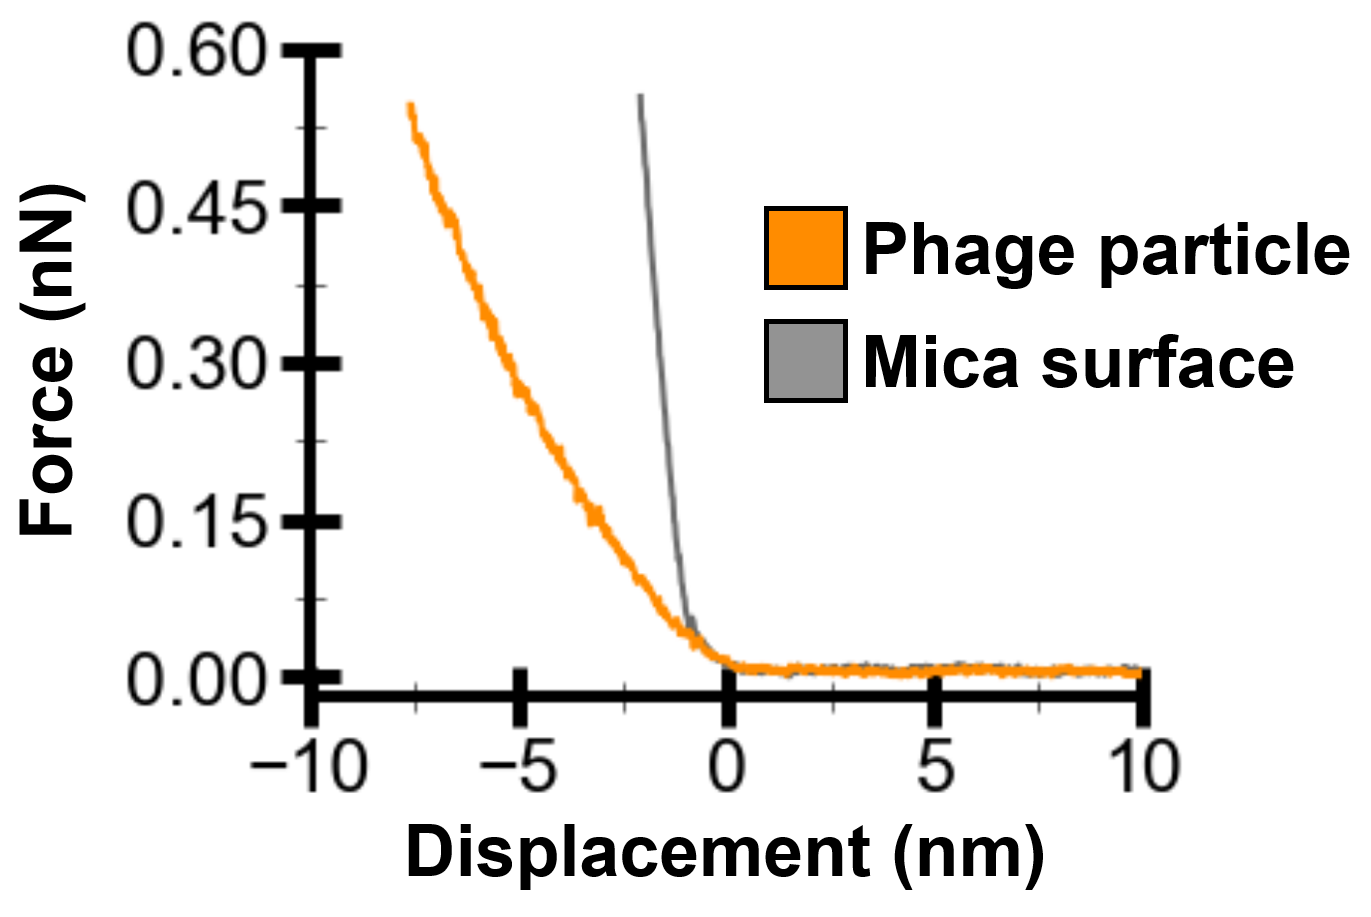 0.60
0.45
0.30
0.15
0.00
Force (nN)
Phage particle
Mica surface
−10 −5 0 5 10
Displacement (nm)